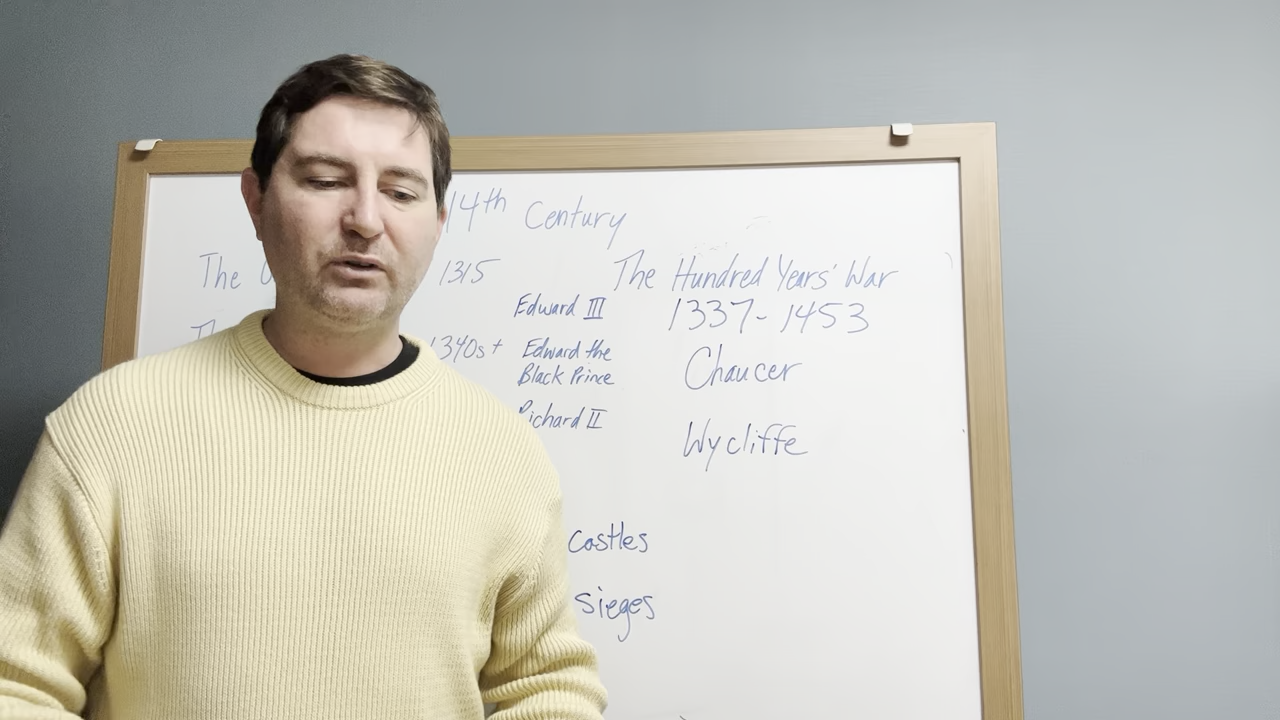 14th Century
The
1315
The Hundred Years' War
Edward III
1337-1453
1340s+
Edward the
Black Prince
Chaucer
Richard II
Wycliffe
castles
sieges